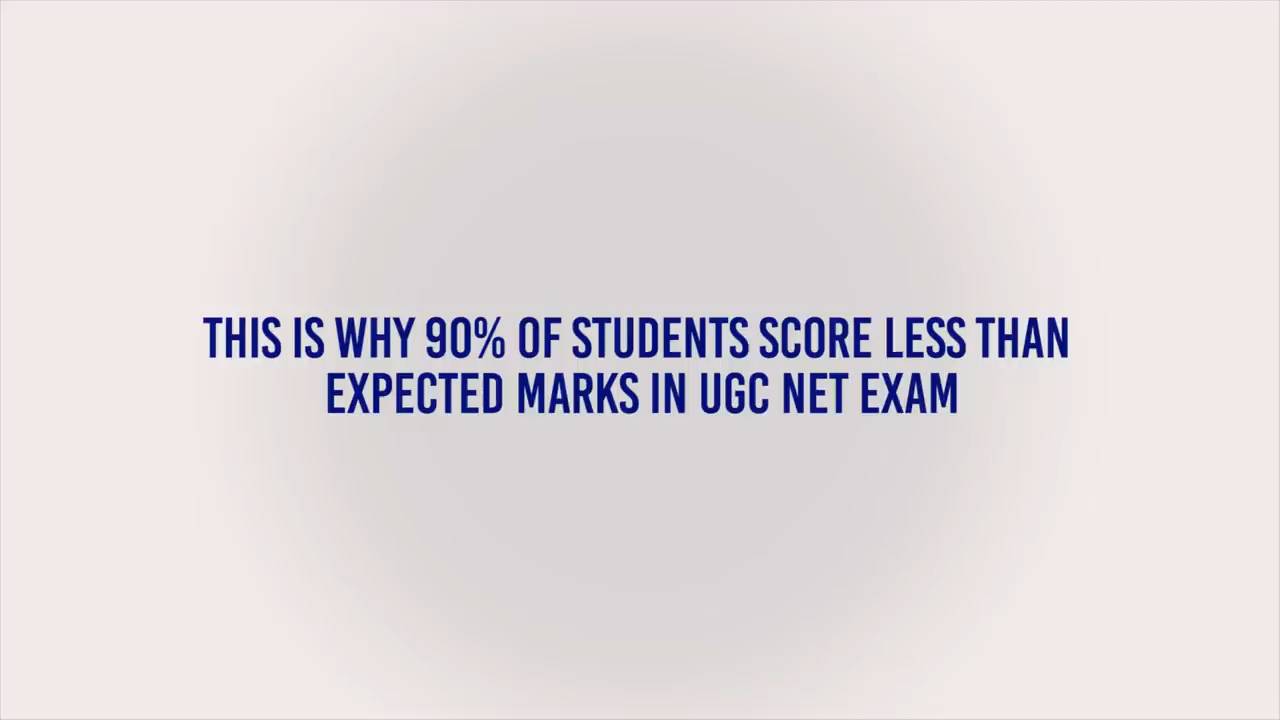 THIS IS WHY 90% OF STUDENTS SCORE LESS THAN
EXPECTED MARKS IN UGC NET EXAM